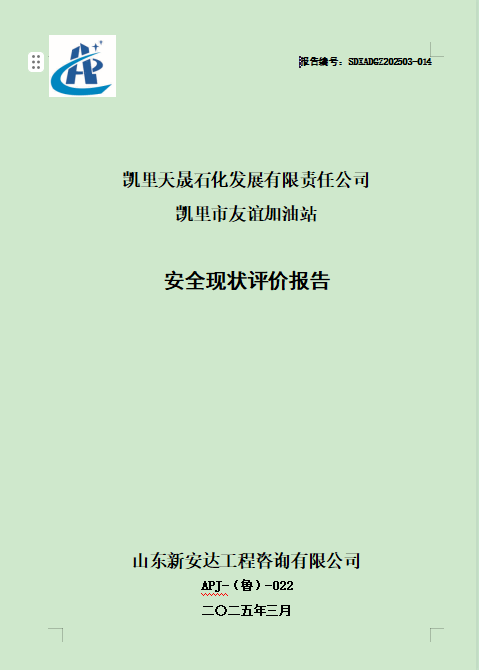 报告编号：SDXADGZ202503-014
凯里天晟石化发展有限责任公司
凯里市友谊加油站
安全现状评价报告
山东新安达工程咨询有限公司
APJ-（鲁）-022
二〇二五年三月